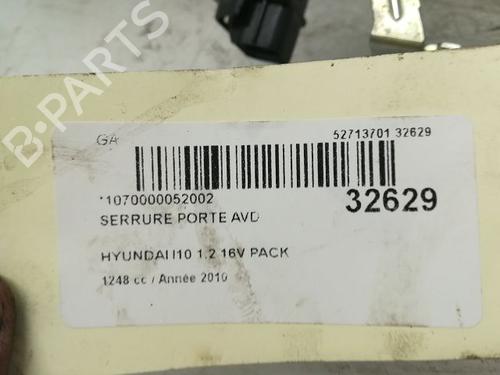 B-PARTS
GA
52713701 32629
*1070000052002
32629
SERRURE PORTE AVD
HYUNDAI I10 1.2 16V PACK
1248 cc / Année 2010